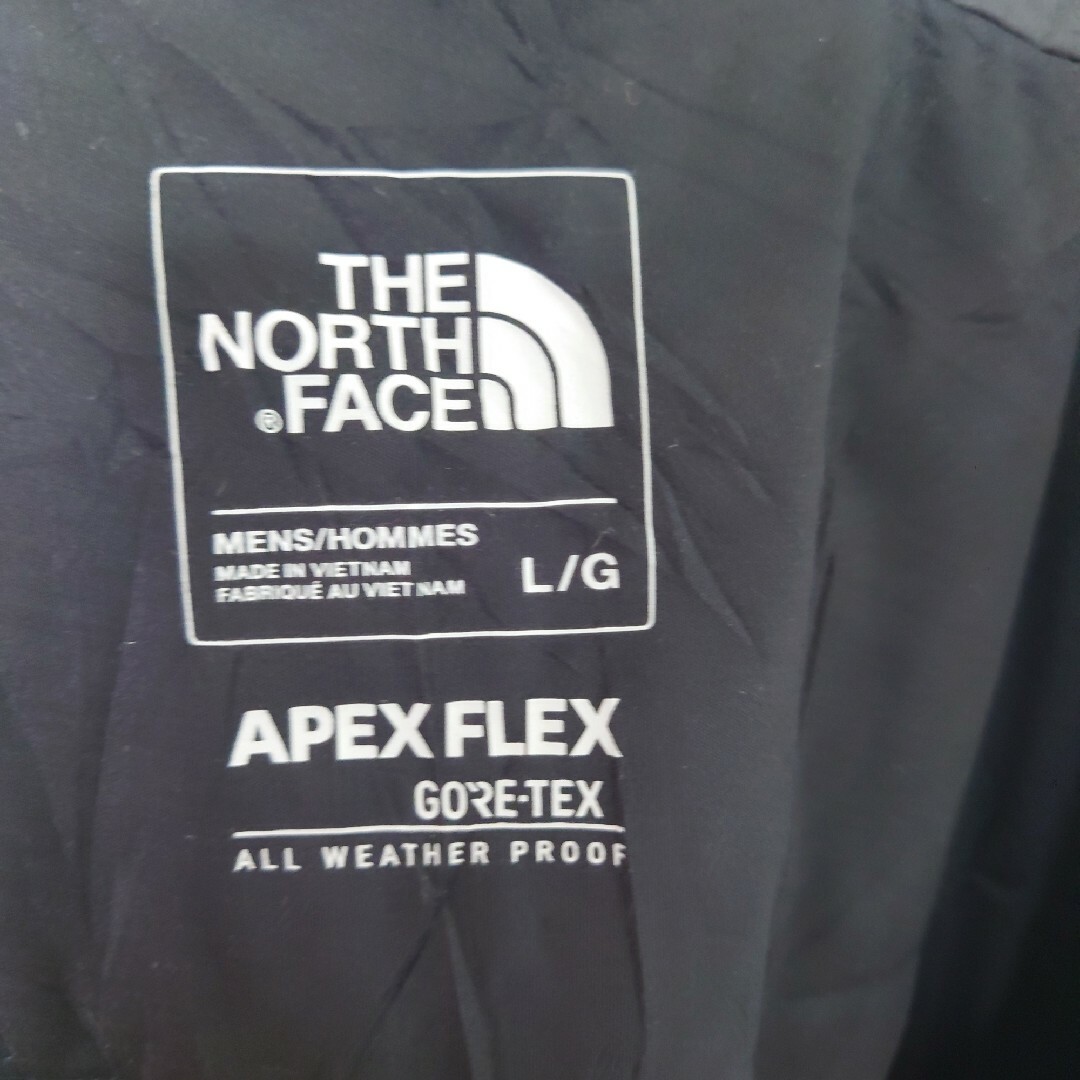 THE
NORTH
®FACE
MENS/HOMMES
MADE IN VIETNAM
FABRIQUÉ AU VIET NAM
L/G
APEX FLEX
GORE-TEX
ALL WEATHER PROOF